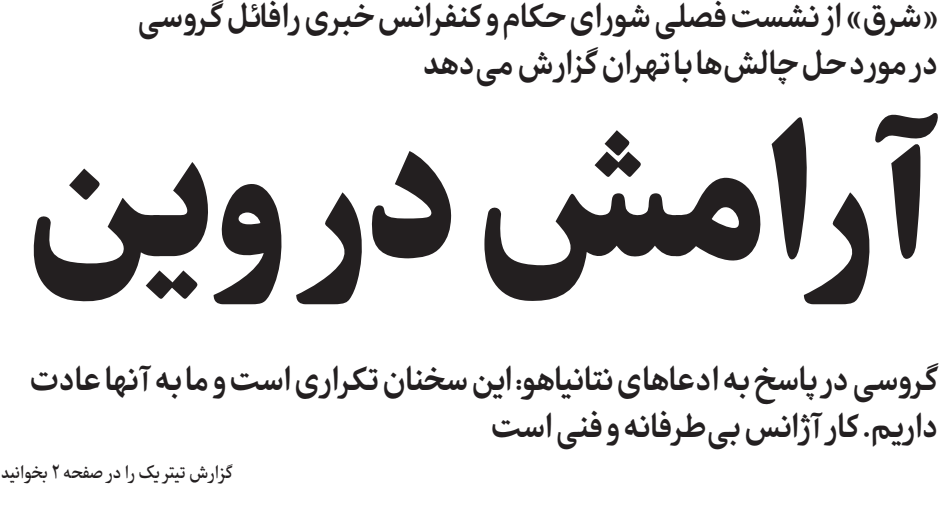 «شرق» از نشست فصلی شورای حکام و کنفرانس خبری رافائل گروسی
در مورد حل چالش‌ها با تهران گزارش می‌دهد
آرامش در وین
گروسی در پاسخ به ادعاهای نتانیاهو: این سخنان تکراری است و ما به آنها عادت
داریم. کار آژانس بی‌طرفانه و فنی است
گزارش تیتر یک را در صفحه ۲ بخوانید